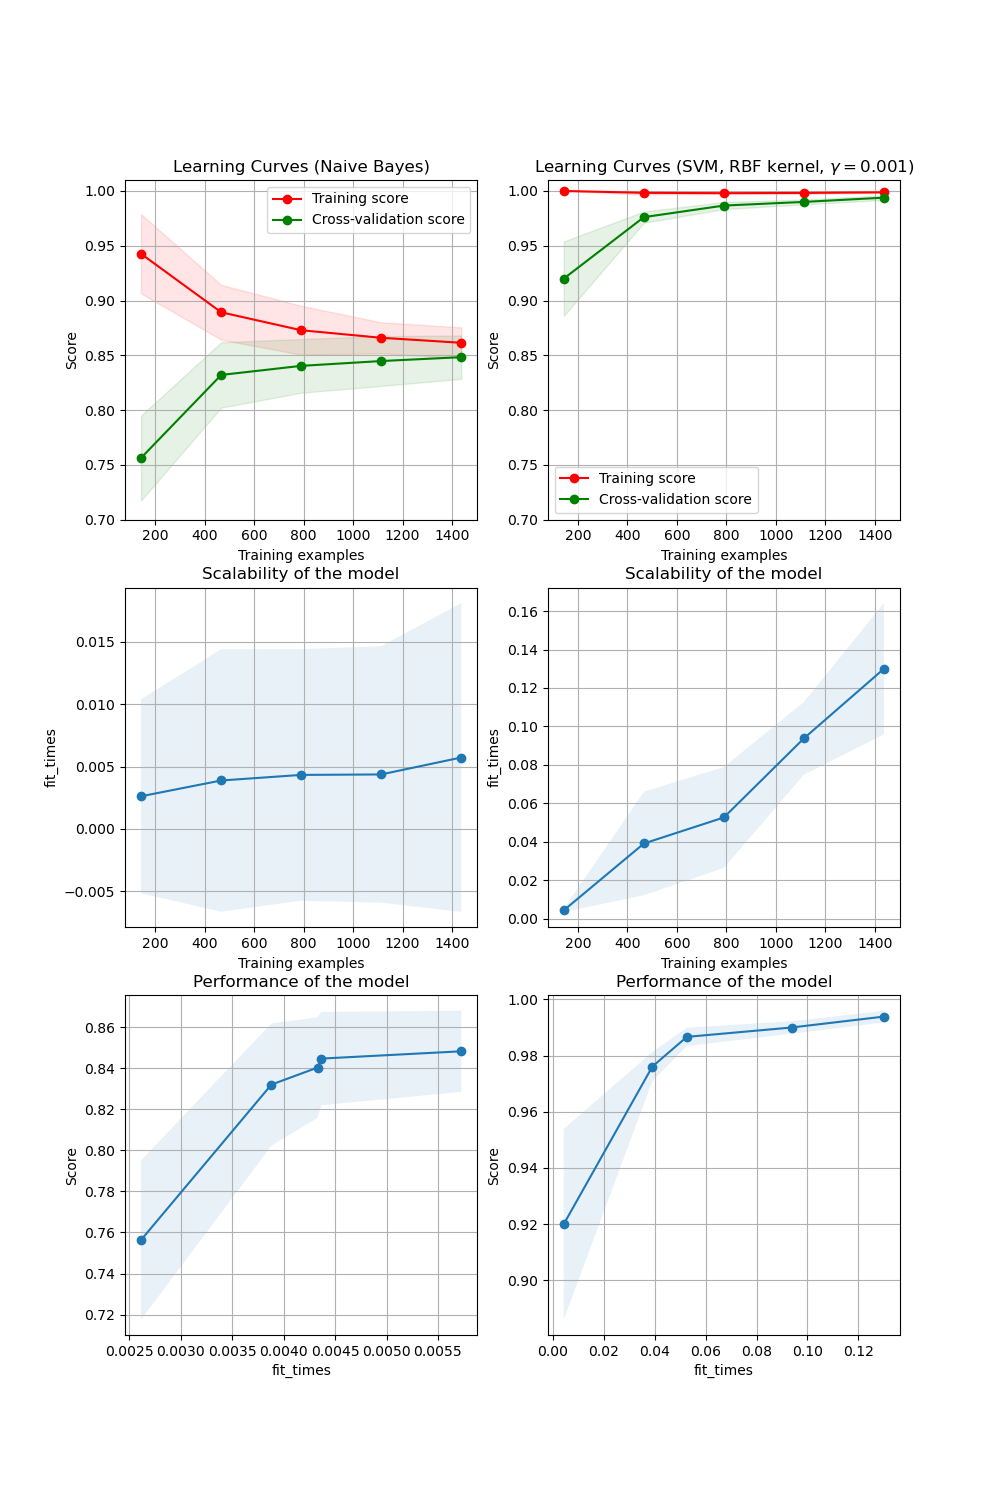 Learning Curves (Naive Bayes)
Training score
Cross-validation score
1.00
0.95
0.90
0.85
0.80
0.75
0.70
Score
200 400 600 800 1000 1200 1400
Training examples
Learning Curves (SVM, RBF kernel, γ = 0.001)
1.00
0.95
0.90
0.85
0.80
0.75
0.70
Score
Training score
Cross-validation score
200 400 600 800 1000 1200 1400
Training examples
Scalability of the model
0.015
0.010
0.005
0.000
−0.005
fit_times
200 400 600 800 1000 1200 1400
Training examples
Scalability of the model
0.16
0.14
0.12
0.10
0.08
0.06
0.04
0.02
0.00
fit_times
200 400 600 800 1000 1200 1400
Training examples
Performance of the model
0.86
0.84
0.82
0.80
0.78
0.76
0.74
0.72
Score
0.0025 0.0030 0.0035 0.0040 0.0045 0.0050 0.0055
fit_times
Performance of the model
1.00
0.98
0.96
0.94
0.92
0.90
Score
0.00 0.02 0.04 0.06 0.08 0.10 0.12
fit_times